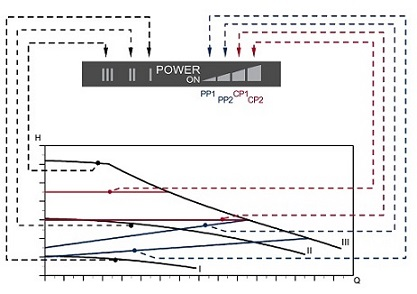 III II I POWER
ON
PP1 CP1
PP2 CP2
H
III
II
I
Q